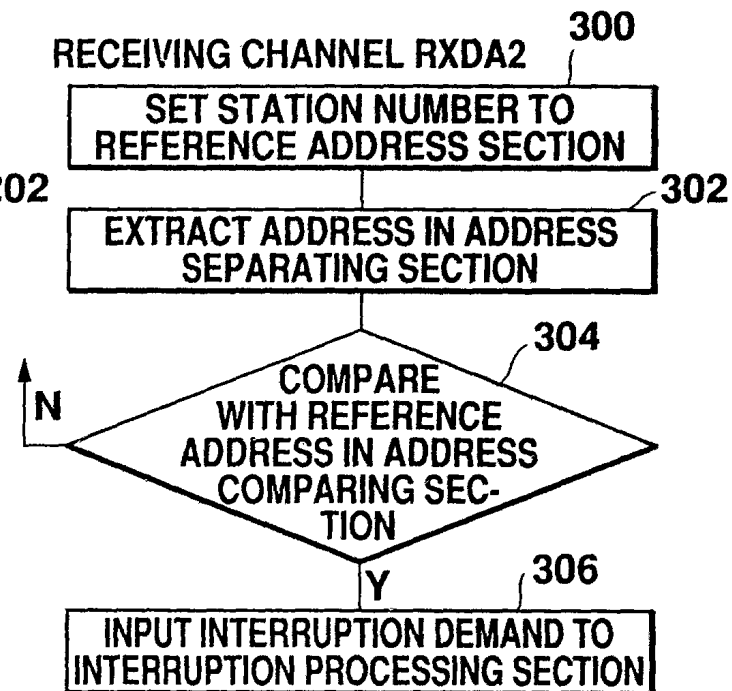 300
RECEIVING CHANNEL RXDA2
SET STATION NUMBER TO
REFERENCE ADDRESS SECTION
202
302
EXTRACT ADDRESS IN ADDRESS
SEPARATING SECTION
304
COMPARE
WITH REFERENCE
ADDRESS IN ADDRESS
COMPARING SEC-
TION
N
Y
306
INPUT INTERRUPTION DEMAND TO
INTERRUPTION PROCESSING SECTION